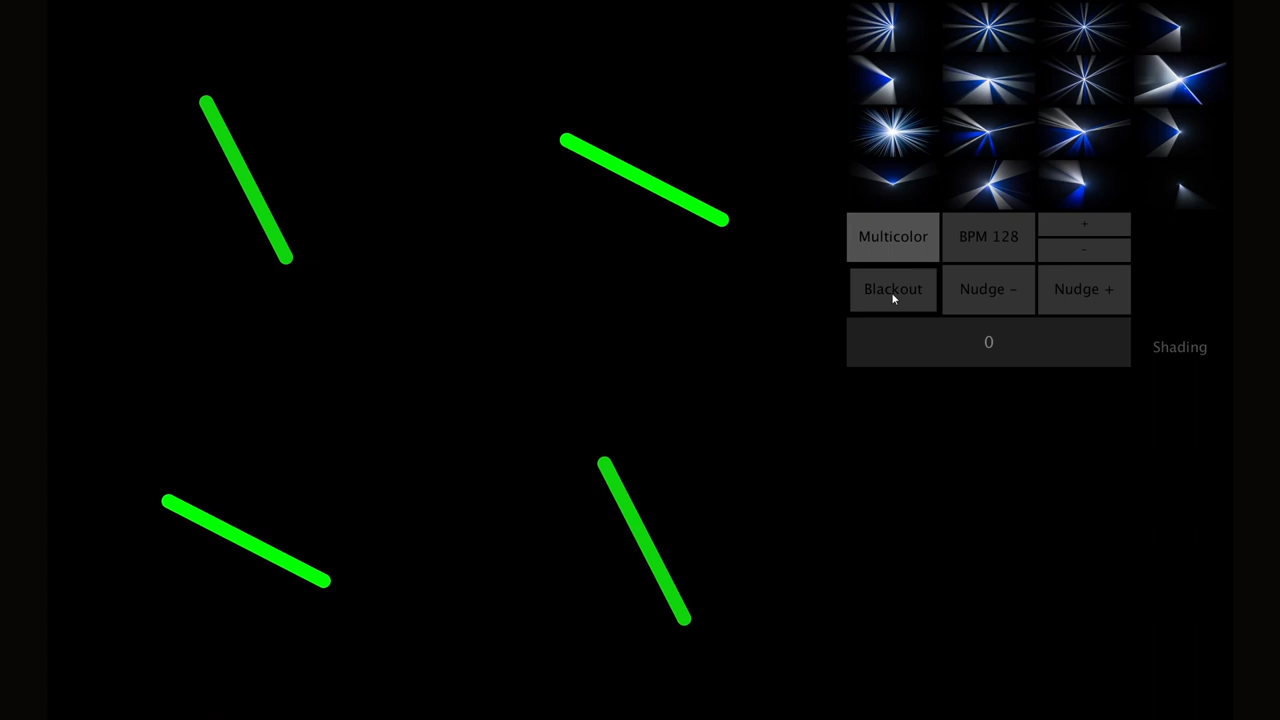 Multicolor
BPM 128
+
-
Blackout
Nudge -
Nudge +
0
Shading